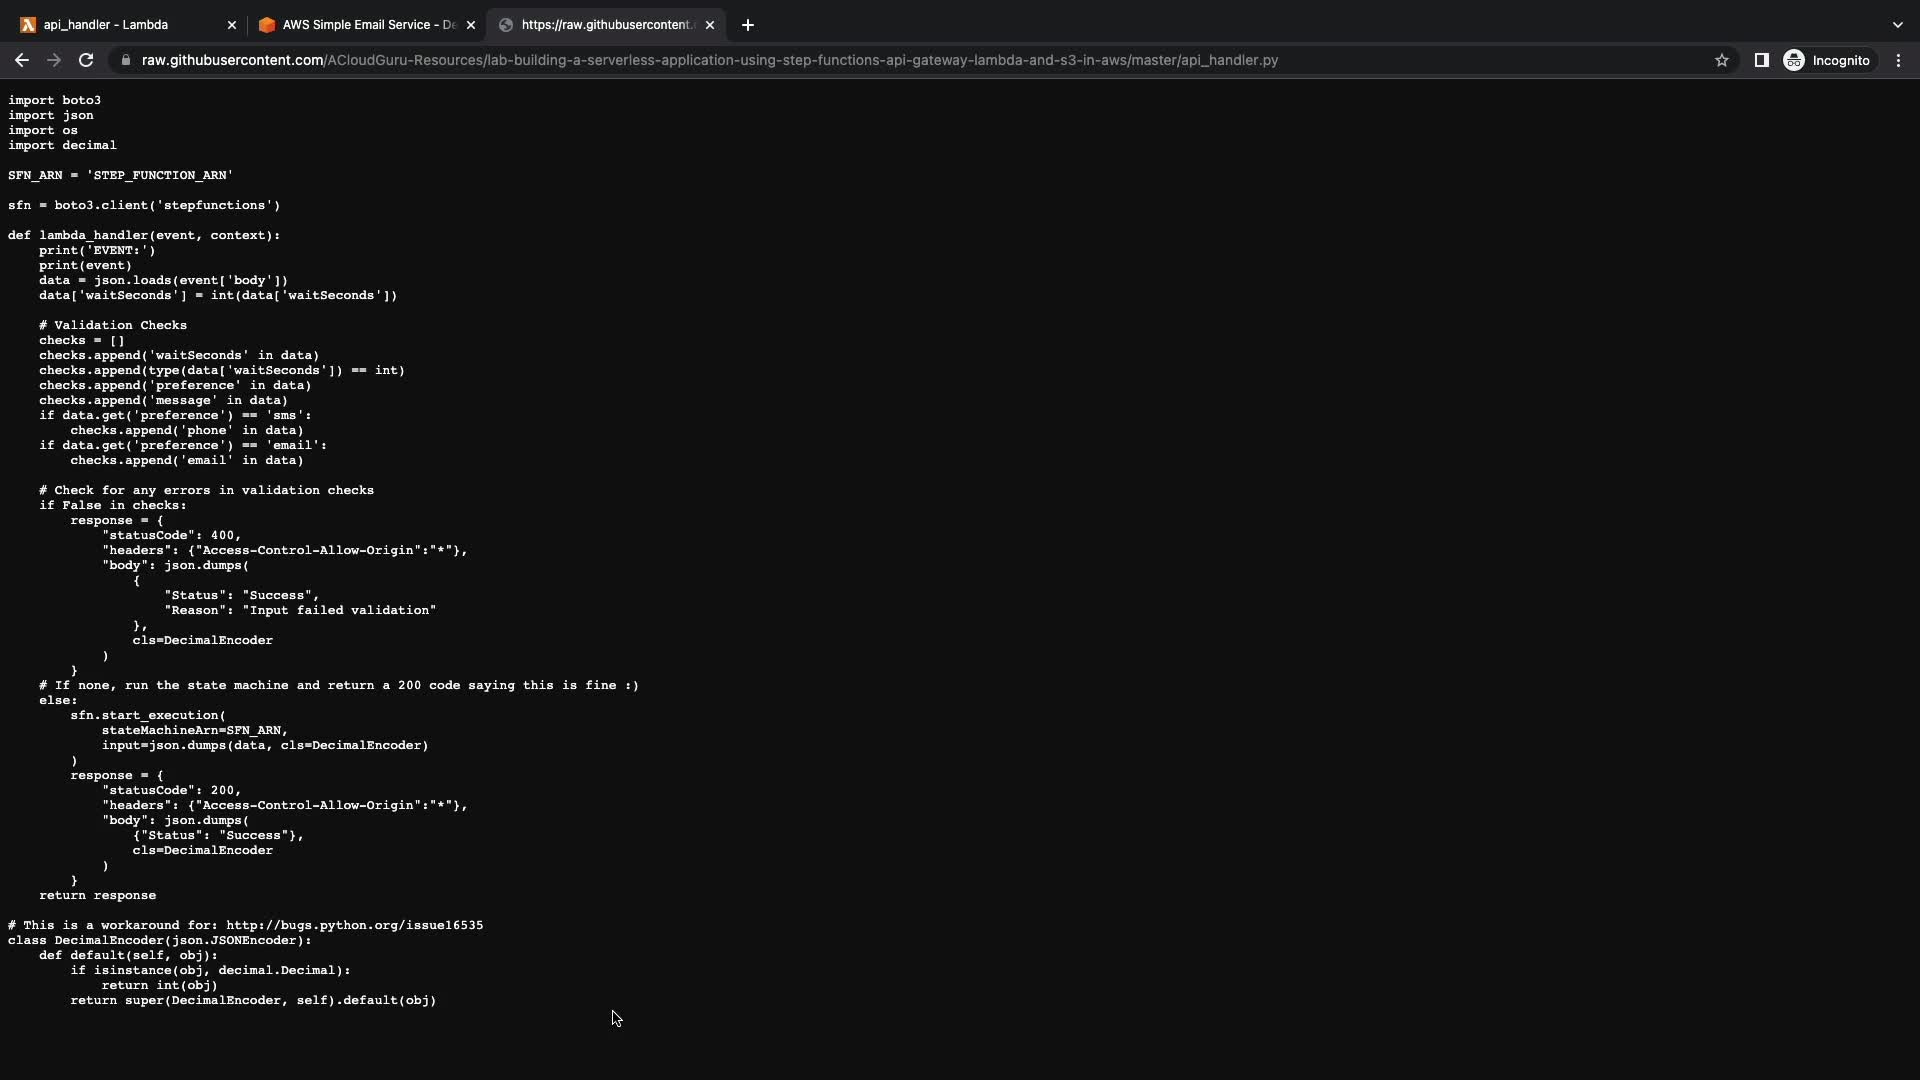 api_handler - Lambda
AWS Simple Email Service - De
https://raw.githubusercontent.
raw.githubusercontent.com/ACloudGuru-Resources/lab-building-a-serverless-application-using-step-functions-api-gateway-lambda-and-s3-in-aws/master/api_handler.py
Incognito
import boto3
import json
import os
import decimal

SFN_ARN = 'STEP_FUNCTION_ARN'

sfn = boto3.client('stepfunctions')

def lambda_handler(event, context):
    print('EVENT:')
    print(event)
    data = json.loads(event['body'])
    data['waitSeconds'] = int(data['waitSeconds'])

    # Validation Checks
    checks = []
    checks.append('waitSeconds' in data)
    checks.append(type(data['waitSeconds']) == int)
    checks.append('preference' in data)
    checks.append('message' in data)
    if data.get('preference') == 'sms':
        checks.append('phone' in data)
    if data.get('preference') == 'email':
        checks.append('email' in data)

    # Check for any errors in validation checks
    if False in checks:
        response = {
            "statusCode": 400,
            "headers": {"Access-Control-Allow-Origin":"*"},
            "body": json.dumps(
                {
                    "Status": "Success",
                    "Reason": "Input failed validation"
                },
                cls=DecimalEncoder
            )
        }
    # If none, run the state machine and return a 200 code saying this is fine :)
    else:
        sfn.start_execution(
            stateMachineArn=SFN_ARN,
            input=json.dumps(data, cls=DecimalEncoder)
        )
        response = {
            "statusCode": 200,
            "headers": {"Access-Control-Allow-Origin":"*"},
            "body": json.dumps(
                {"Status": "Success"},
                cls=DecimalEncoder
            )
        }
    return response

# This is a workaround for: http://bugs.python.org/issue16535
class DecimalEncoder(json.JSONEncoder):
    def default(self, obj):
        if isinstance(obj, decimal.Decimal):
            return int(obj)
        return super(DecimalEncoder, self).default(obj)